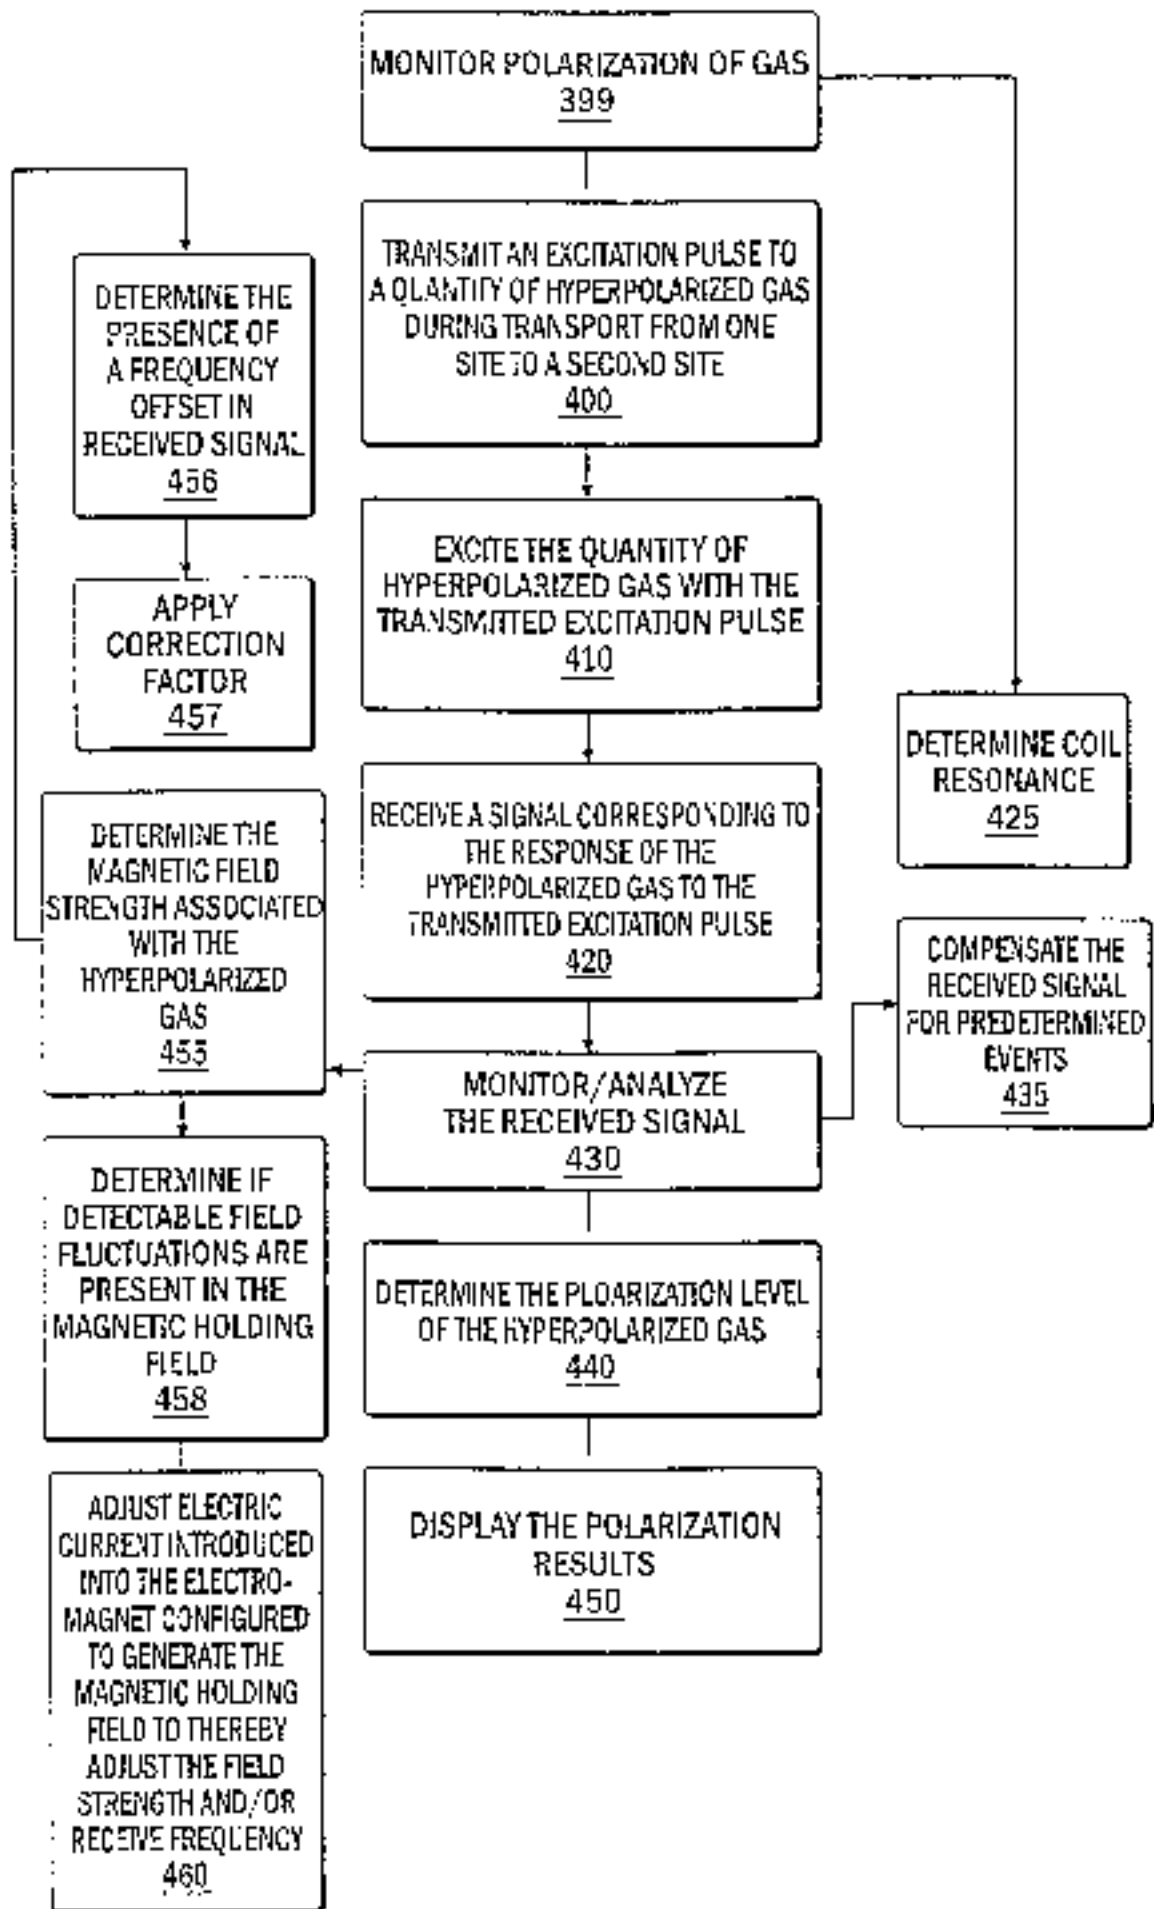 MONITOR POLARIZATION OF GAS
399
TRANSMIT AN EXCITATION PULSE TO
A QUANTITY OF HYPERPOLARIZED GAS
DURING TRANSPORT FROM ONE
SITE TO A SECOND SITE
400
EXCITE THE QUANTITY OF
HYPERPOLARIZED GAS WITH THE
TRANSMITTED EXCITATION PULSE
410
RECEIVE A SIGNAL CORRESPONDING TO
THE RESPONSE OF THE
HYPERPOLARIZED GAS TO THE
TRANSMITTED EXCITATION PULSE
420
MONITOR/ANALYZE
THE RECEIVED SIGNAL
430
DETERMINE THE PLOARIZATION LEVEL
OF THE HYPERPOLARIZED GAS
440
DISPLAY THE POLARIZATION
RESULTS
450
DETERMINE THE
PRESENCE OF
A FREQUENCY
OFFSET IN
RECEIVED SIGNAL
456
APPLY
CORRECTION
FACTOR
457
DETERMINE THE
MAGNETIC FIELD
STRENGTH ASSOCIATED
WITH THE
HYPERPOLARIZED
GAS
455
DETERMINE IF
DETECTABLE FIELD
FLUCTUATIONS ARE
PRESENT IN THE
MAGNETIC HOLDING
FIELD
458
ADJUST ELECTRIC
CURRENT INTRODUCED
INTO THE ELECTRO-
MAGNET CONFIGURED
TO GENERATE THE
MAGNETIC HOLDING
FIELD TO THEREBY
ADJUST THE FIELD
STRENGTH AND/OR
RECEIVE FREQUENCY
460
DETERMINE COIL
RESONANCE
425
COMPENSATE THE
RECEIVED SIGNAL
FOR PREDETERMINED
EVENTS
435